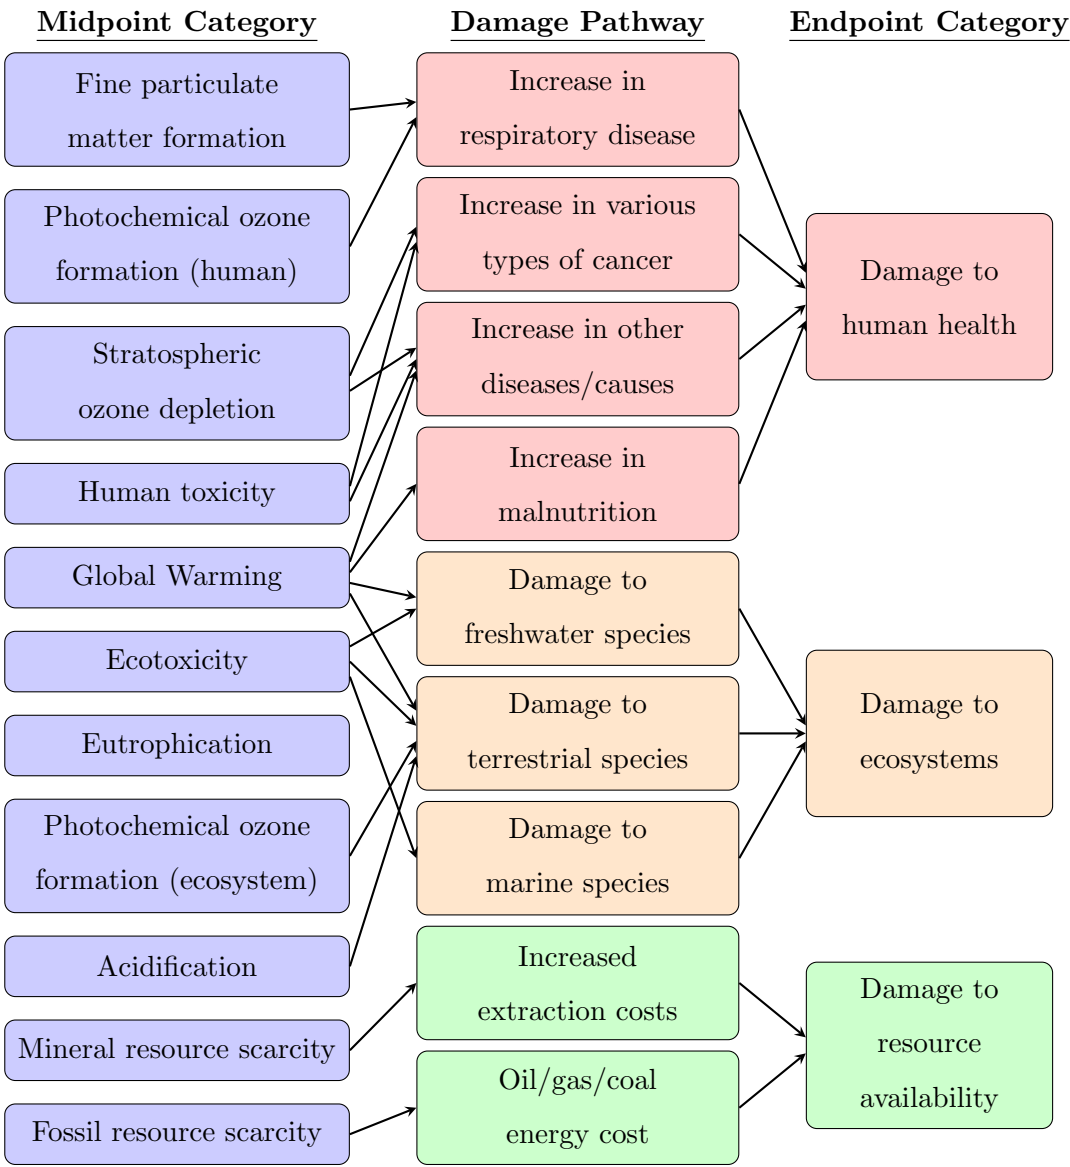 Midpoint Category
Damage Pathway
Endpoint Category
Fine particulate
matter formation
Photochemical ozone
formation (human)
Stratospheric
ozone depletion
Human toxicity
Global Warming
Ecotoxicity
Eutrophication
Photochemical ozone
formation (ecosystem)
Acidification
Mineral resource scarcity
Fossil resource scarcity
Increase in
respiratory disease
Increase in various
types of cancer
Increase in other
diseases/causes
Increase in
malnutrition
Damage to
freshwater species
Damage to
terrestrial species
Damage to
marine species
Increased
extraction costs
Oil/gas/coal
energy cost
Damage to
human health
Damage to
ecosystems
Damage to
resource
availability